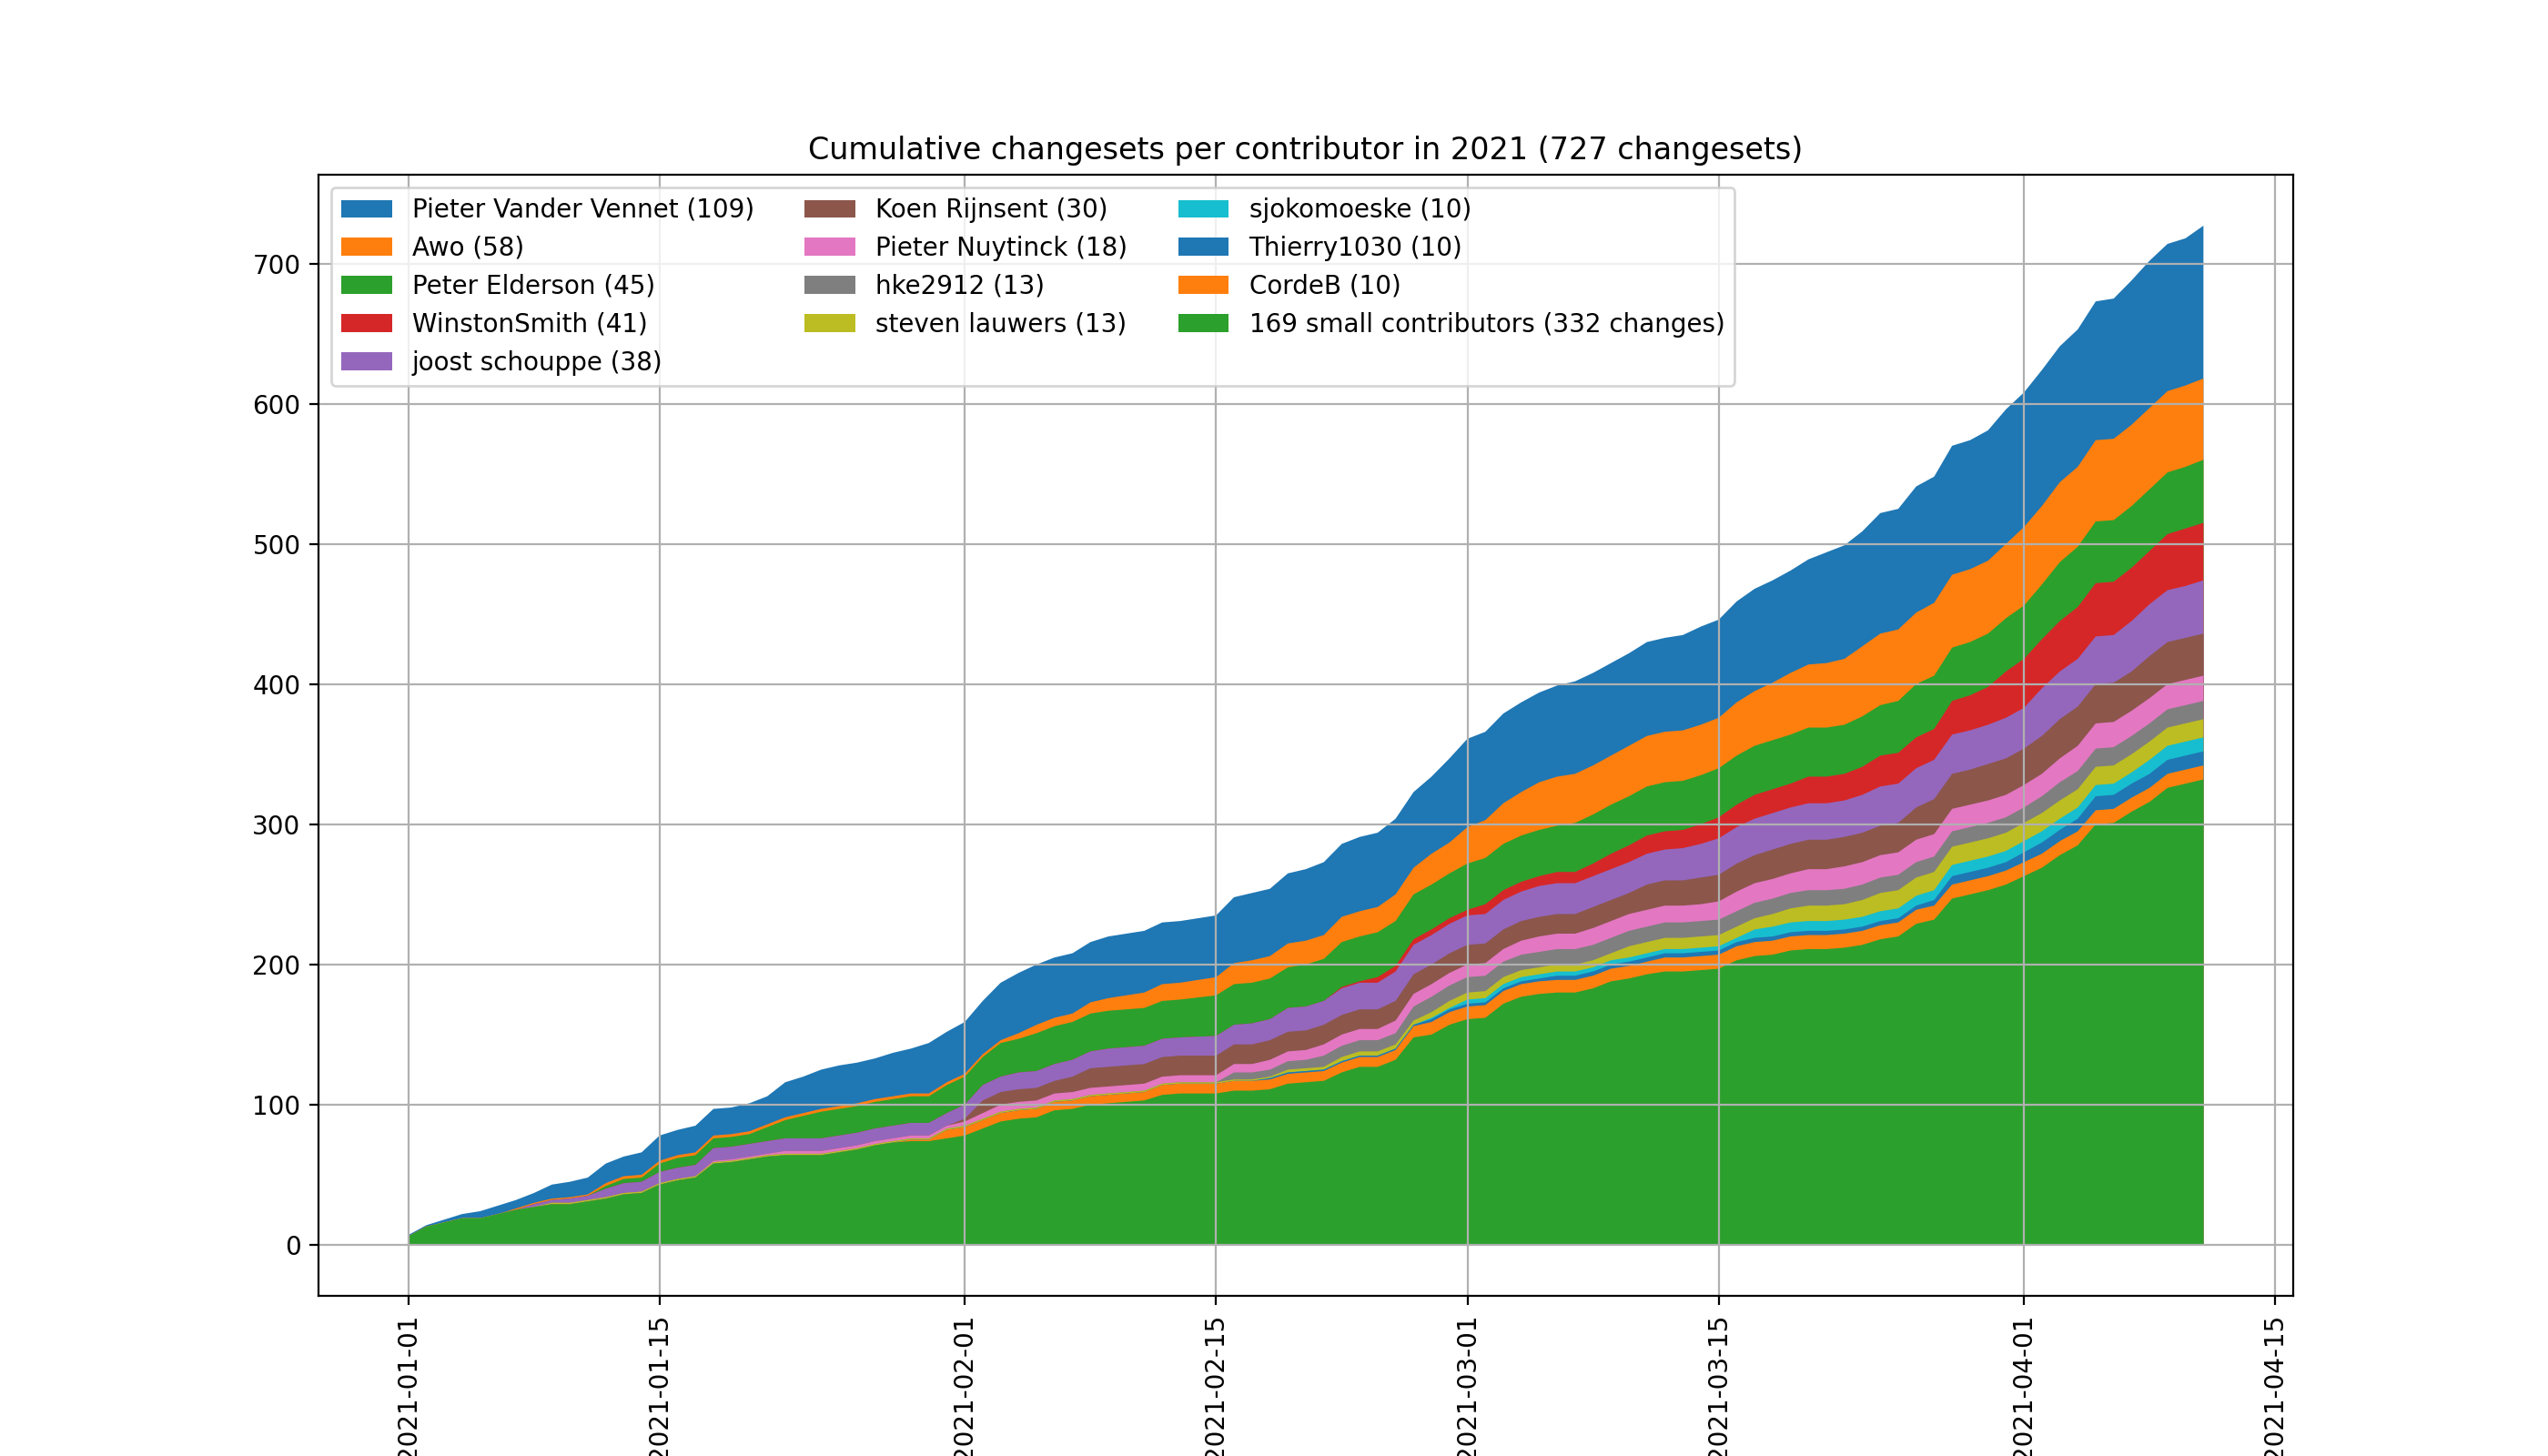 Cumulative changesets per contributor in 2021 (727 changesets)
Pieter Vander Vennet (109)
Awo (58)
Peter Elderson (45)
WinstonSmith (41)
joost schouppe (38)
Koen Rijnsent (30)
Pieter Nuytinck (18)
hke2912 (13)
steven lauwers (13)
sjokomoeske (10)
Thierry1030 (10)
CordeB (10)
169 small contributors (332 changes)
700
600
500
400
300
200
100
0
2021-01-01
2021-01-15
2021-02-01
2021-02-15
2021-03-01
2021-03-15
2021-04-01
2021-04-15